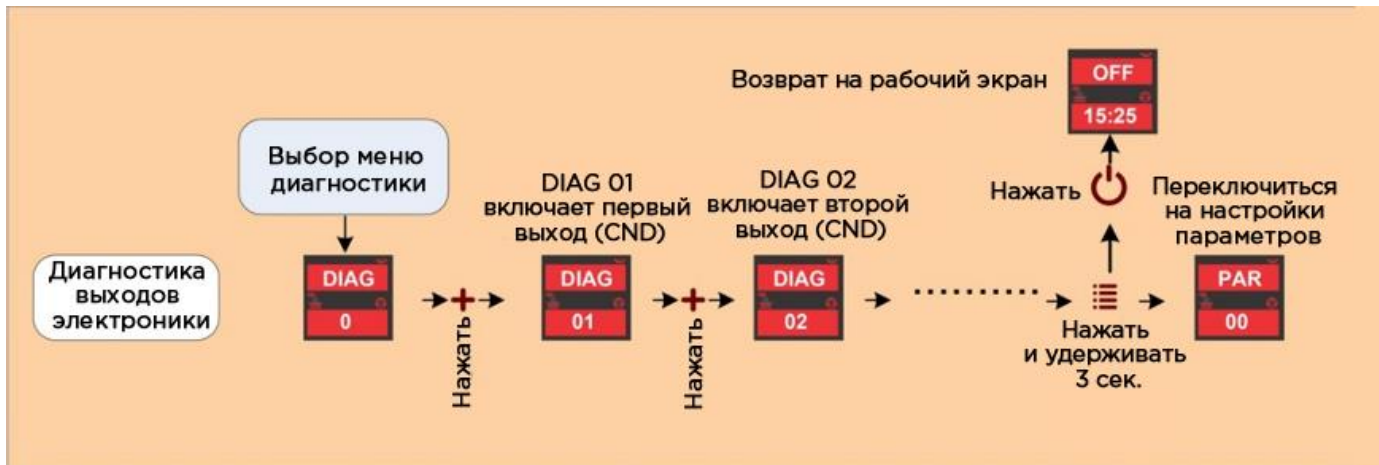 Возврат на рабочий экран
OFF
15:25
Выбор меню
диагностики
DIAG 01
включает первый
выход (CND)
DIAG 02
включает второй
выход (CND)
Нажать
Переключиться
на настройки
параметров
Диагностика
выходов
электроники
DIAG
0
Нажать
DIAG
01
Нажать
DIAG
02
Нажать
и удерживать
3 сек.
PAR
00